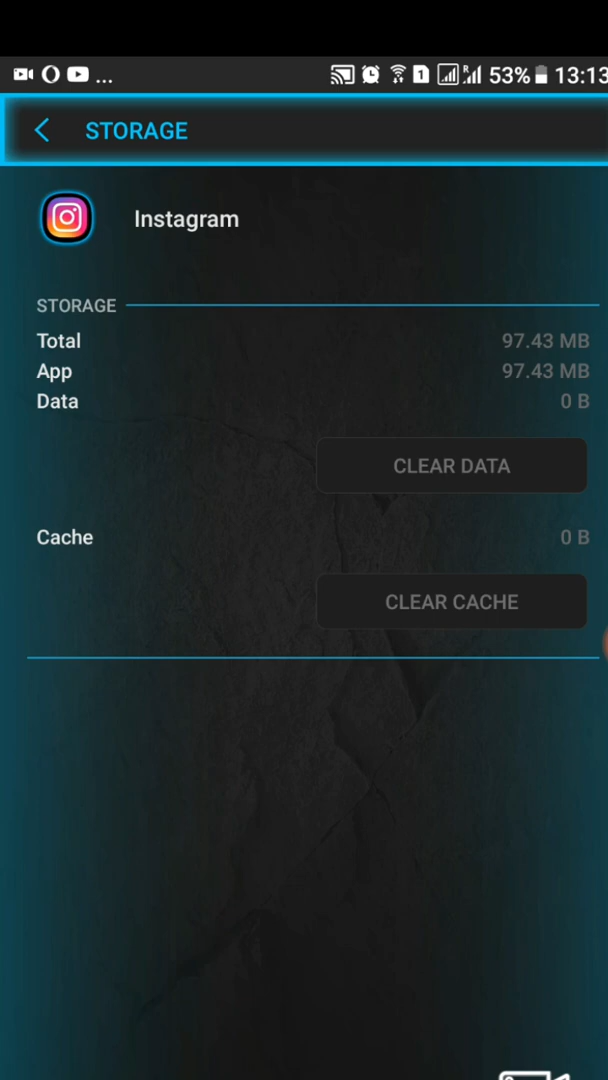 ... 1 R 53% 13:13
STORAGE
Instagram
STORAGE
Total 97.43 MB
App 97.43 MB
Data 0 B
CLEAR DATA
Cache 0 B
CLEAR CACHE